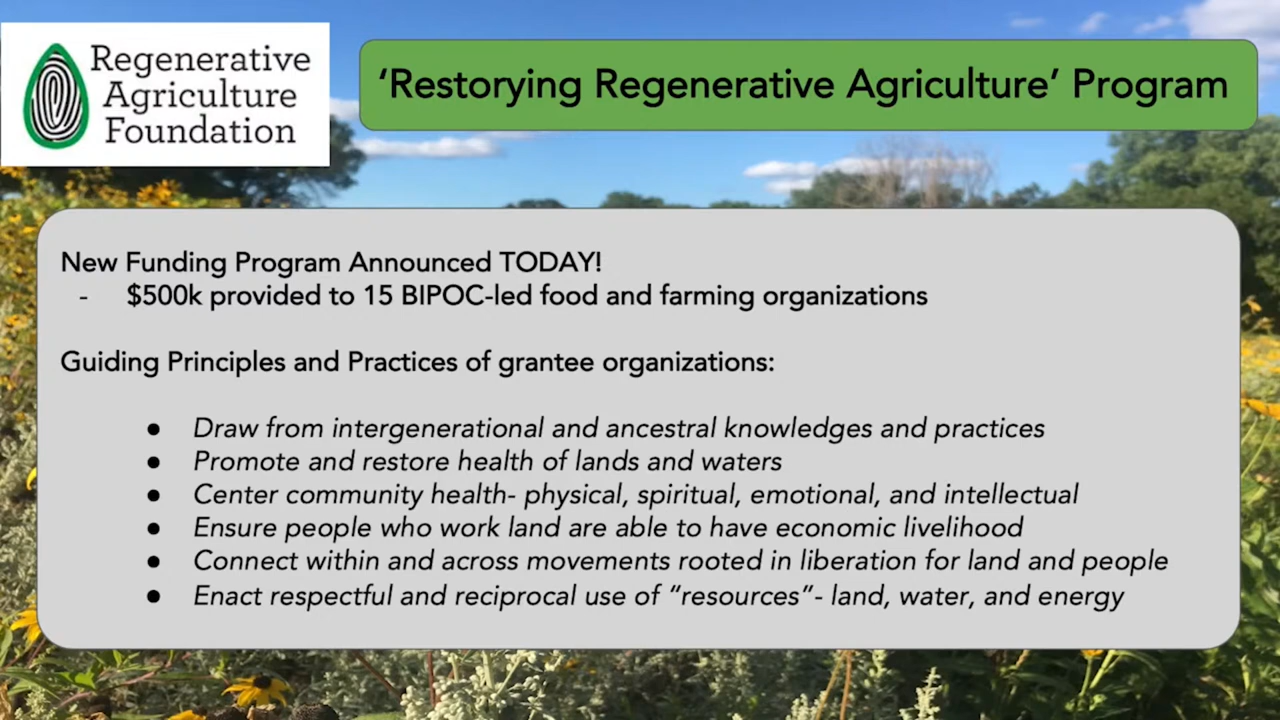 Regenerative
Agriculture
Foundation
‘Restorying Regenerative Agriculture’ Program
New Funding Program Announced TODAY!
- $500k provided to 15 BIPOC-led food and farming organizations
Guiding Principles and Practices of grantee organizations:
● Draw from intergenerational and ancestral knowledges and practices
● Promote and restore health of lands and waters
● Center community health- physical, spiritual, emotional, and intellectual
● Ensure people who work land are able to have economic livelihood
● Connect within and across movements rooted in liberation for land and people
● Enact respectful and reciprocal use of “resources”- land, water, and energy